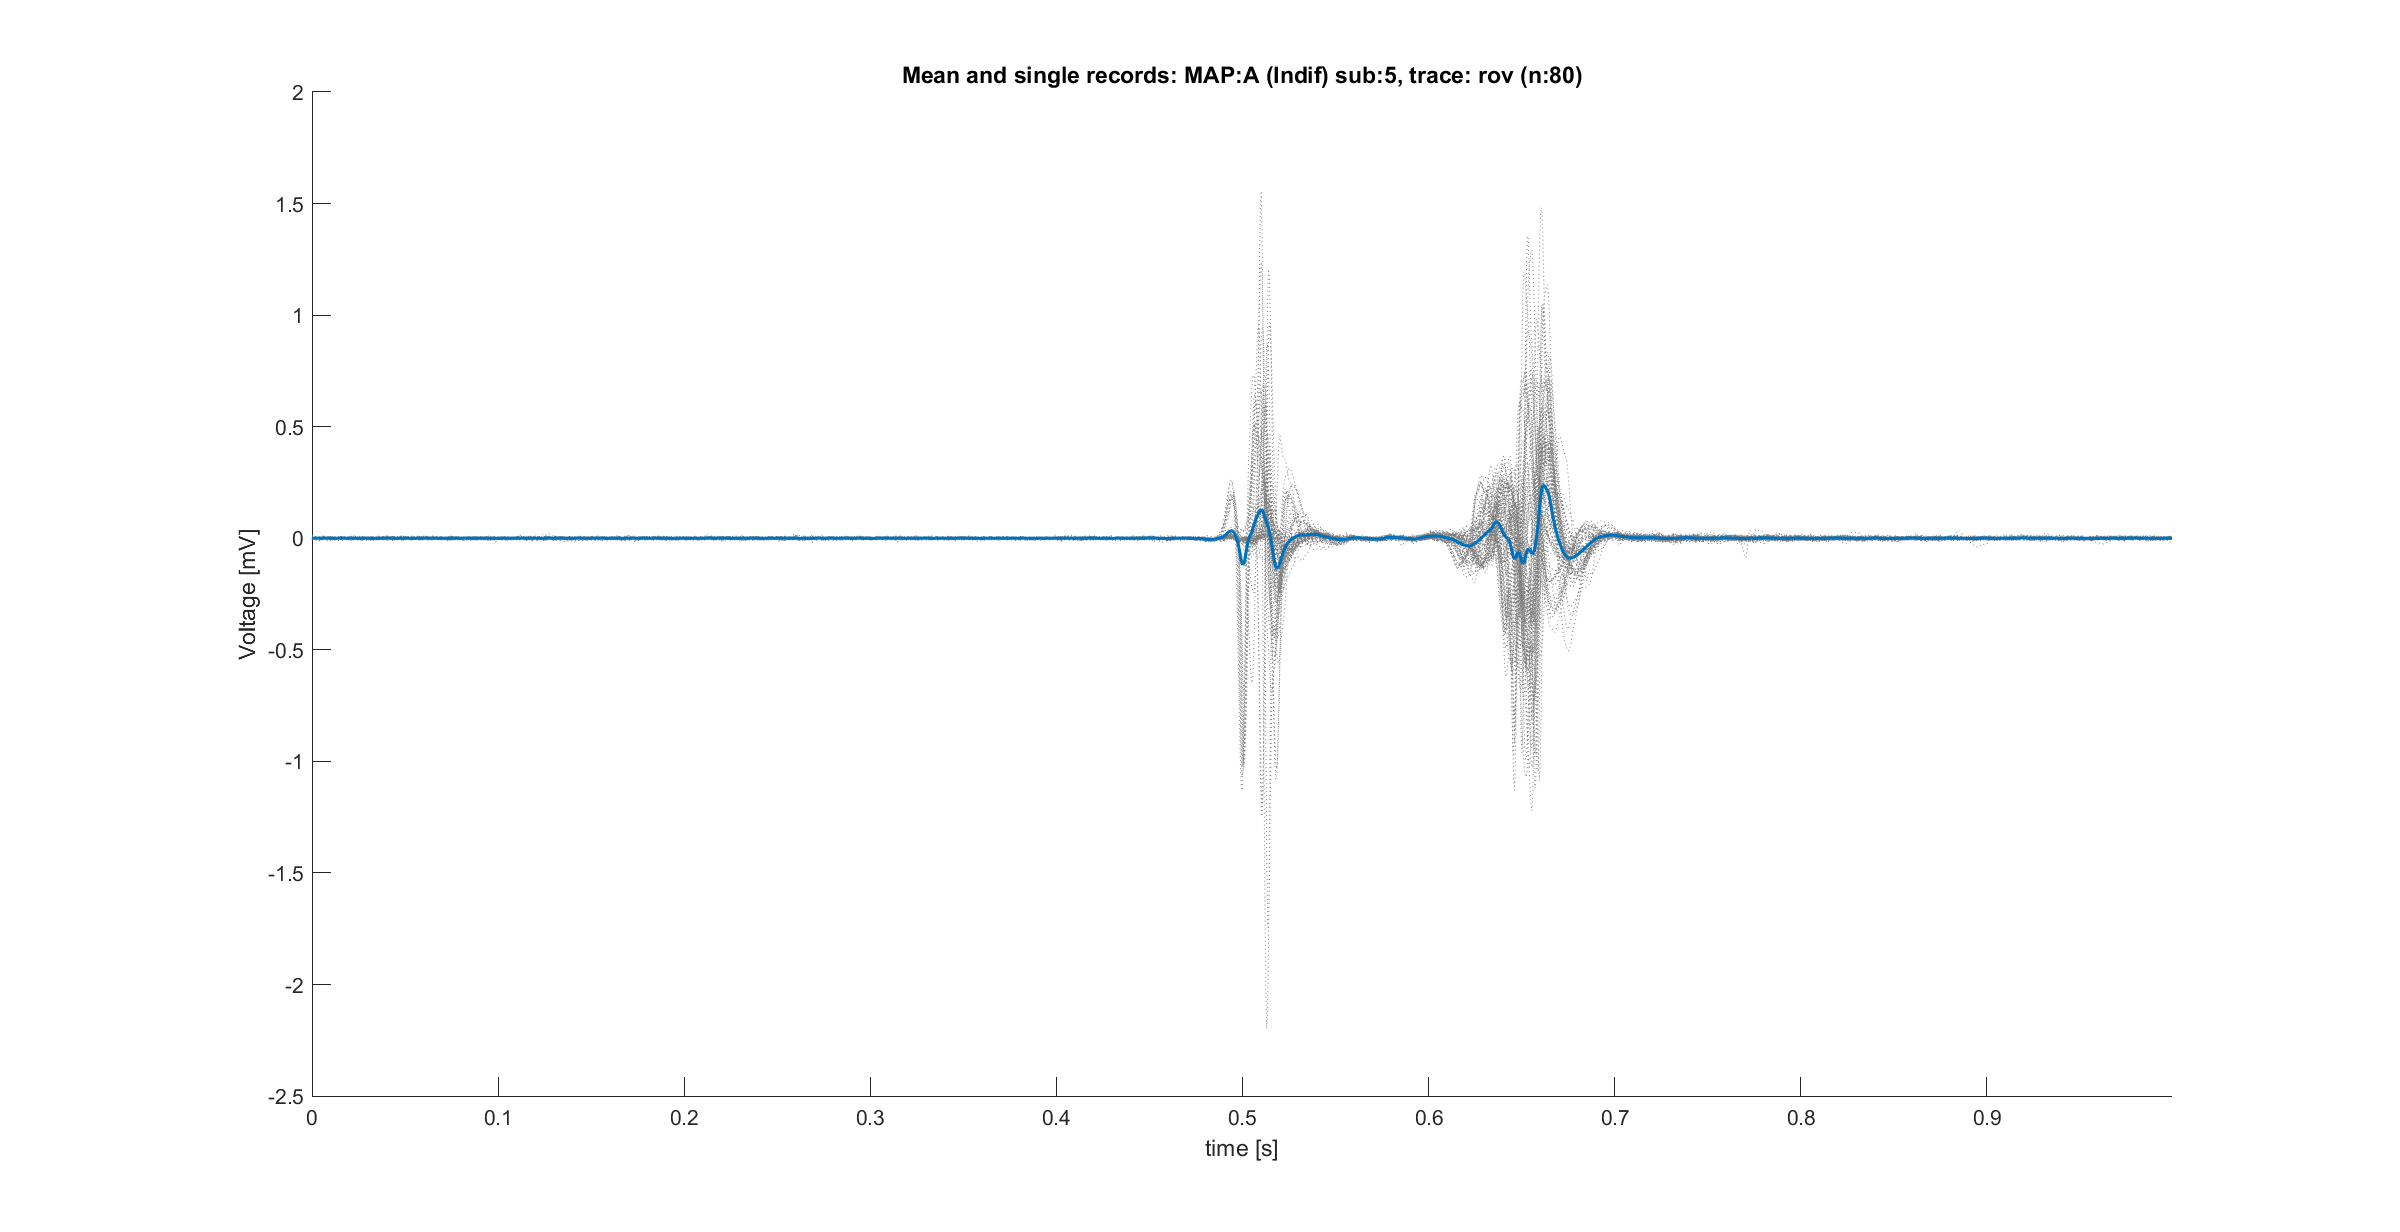 Mean and single records: MAP:A (Indif) sub:5, trace: rov (n:80)
2
1.5
1
0.5
0
-0.5
-1
-1.5
-2
-2.5
Voltage [mV]
0 0.1 0.2 0.3 0.4 0.5 0.6 0.7 0.8 0.9
time [s]